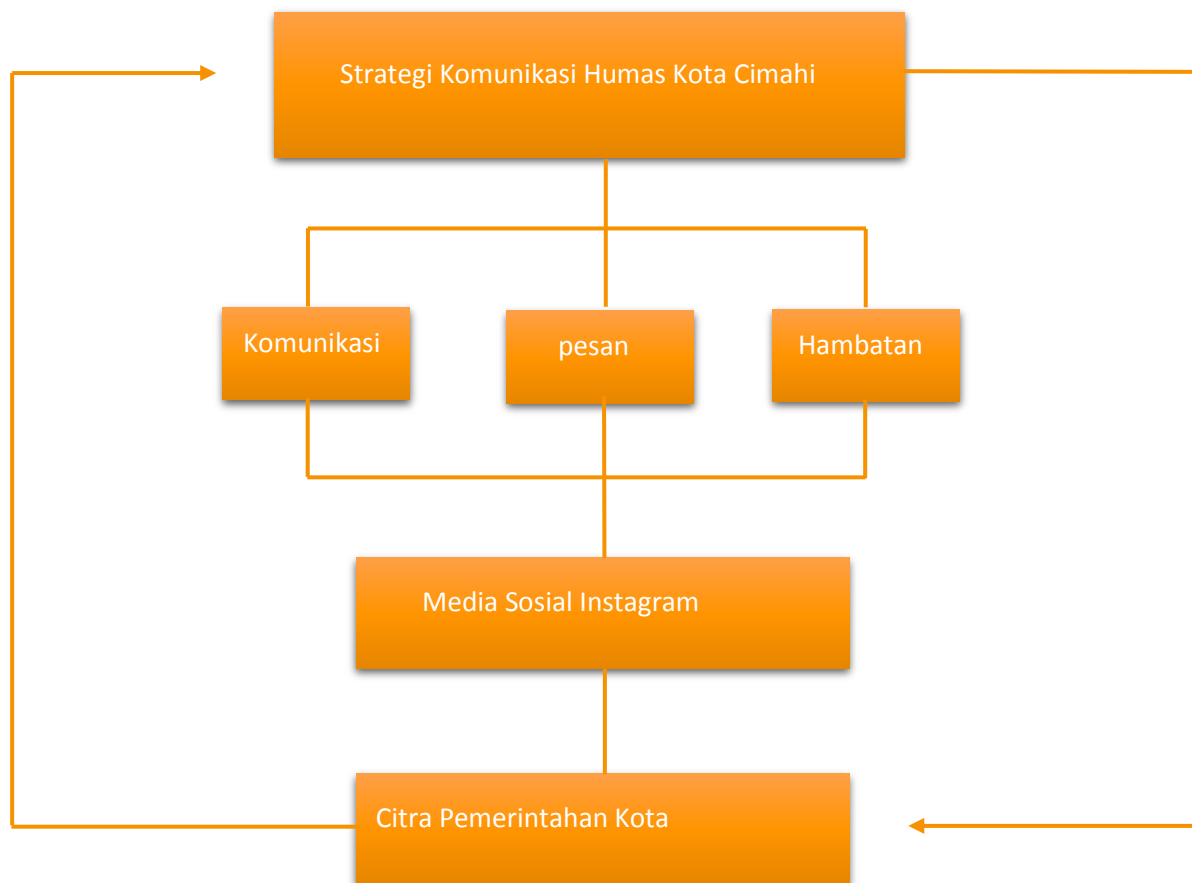 Strategi Komunikasi Humas Kota Cimahi
Komunikasi
pesan
Hambatan
Media Sosial Instagram
Citra Pemerintahan Kota